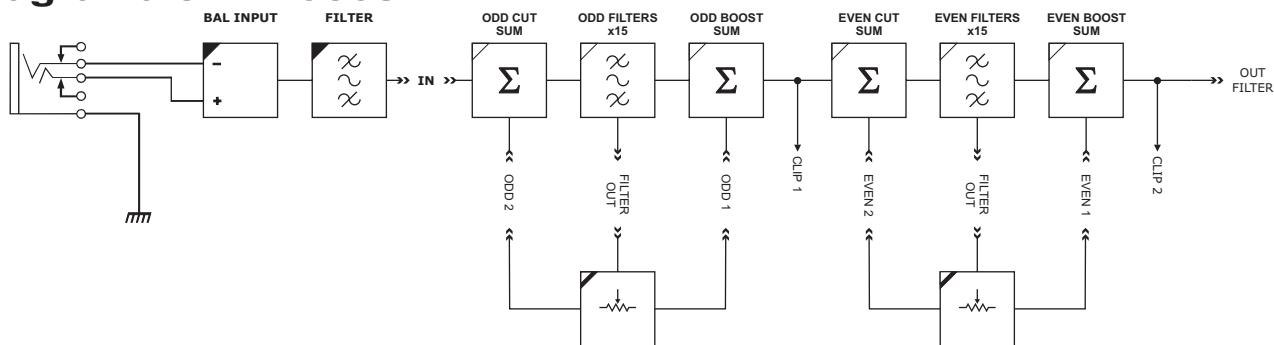 BAL INPUT
FILTER
ODD CUT
SUM
ODD FILTERS
x15
ODD BOOST
SUM
EVEN CUT
SUM
EVEN FILTERS
x15
EVEN BOOST
SUM
−
+
IN
Σ
Σ
Σ
Σ
OUT
FILTER
ODD 2
FILTER
OUT
ODD 1
CLIP 1
EVEN 2
FILTER
OUT
EVEN 1
CLIP 2